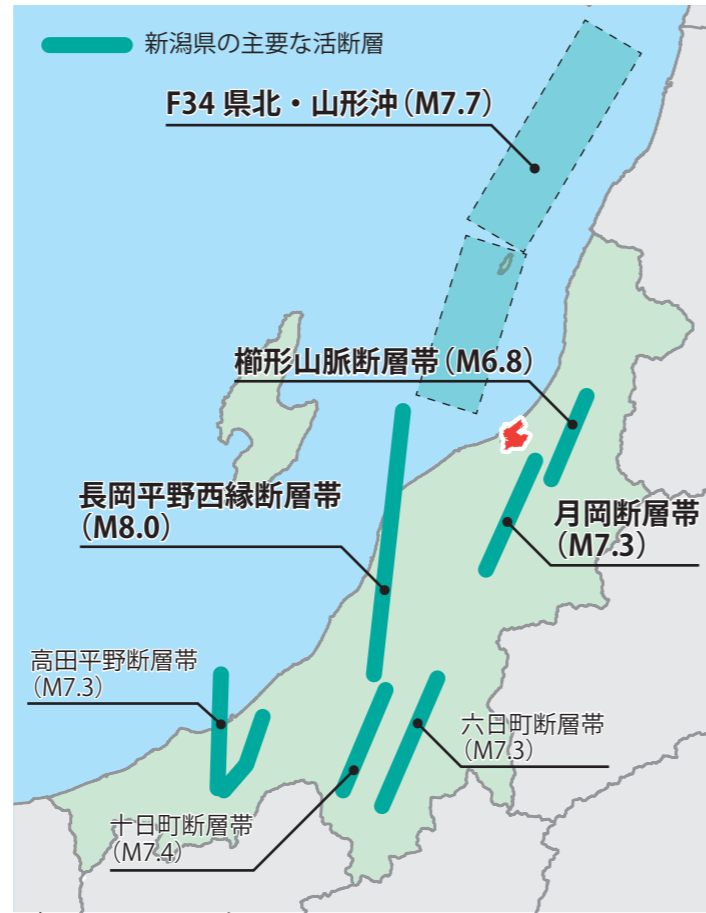 新潟県の主要な活断層
F34 県北・山形沖（M7.7）
櫛形山脈断層帯（M6.8）
長岡平野西縁断層帯
（M8.0）
月岡断層帯
（M7.3）
高田平野断層帯
（M7.3）
六日町断層帯
（M7.3）
十日町断層帯
（M7.4）